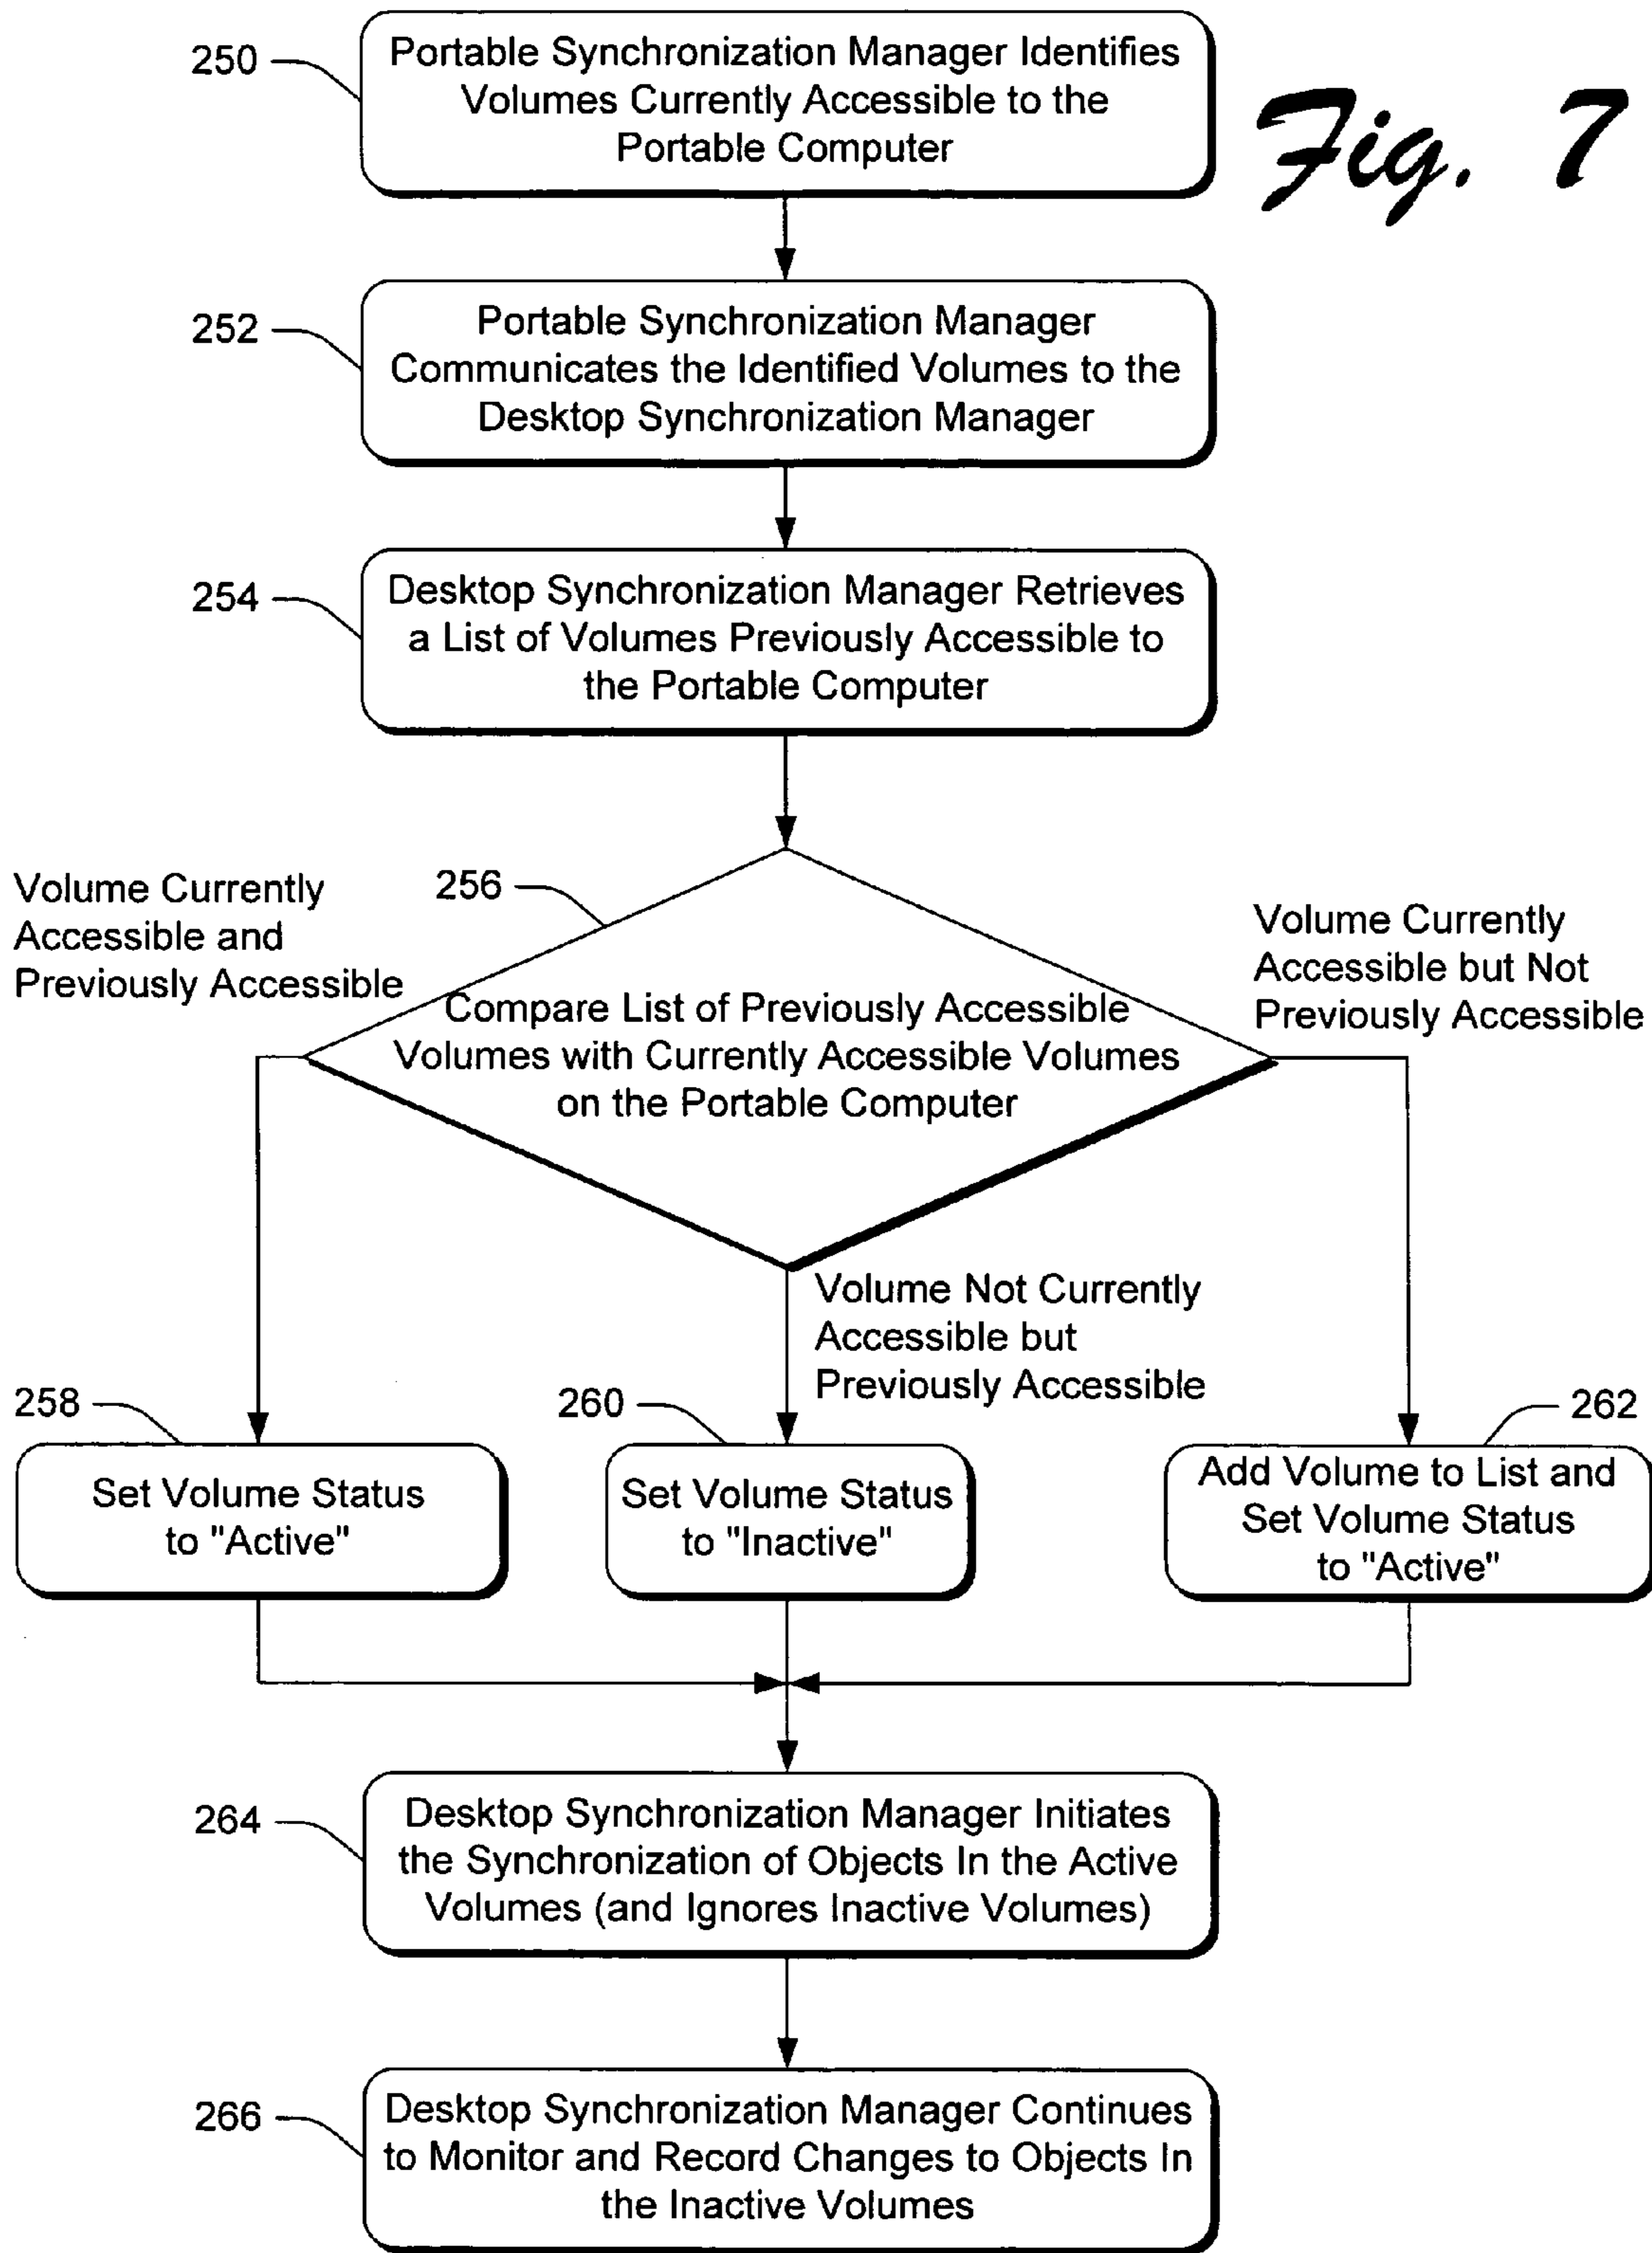 250
Portable Synchronization Manager Identifies
Volumes Currently Accessible to the
Portable Computer
Fig. 7
252
Portable Synchronization Manager
Communicates the Identified Volumes to the
Desktop Synchronization Manager
254
Desktop Synchronization Manager Retrieves
a List of Volumes Previously Accessible to
the Portable Computer
Volume Currently
Accessible and
Previously Accessible
256
Volume Currently
Accessible but Not
Previously Accessible
Compare List of Previously Accessible
Volumes with Currently Accessible Volumes
on the Portable Computer
Volume Not Currently
Accessible but
Previously Accessible
258
Set Volume Status
to "Active"
260
Set Volume Status
to "Inactive"
262
Add Volume to List and
Set Volume Status
to "Active"
264
Desktop Synchronization Manager Initiates
the Synchronization of Objects In the Active
Volumes (and Ignores Inactive Volumes)
266
Desktop Synchronization Manager Continues
to Monitor and Record Changes to Objects In
the Inactive Volumes